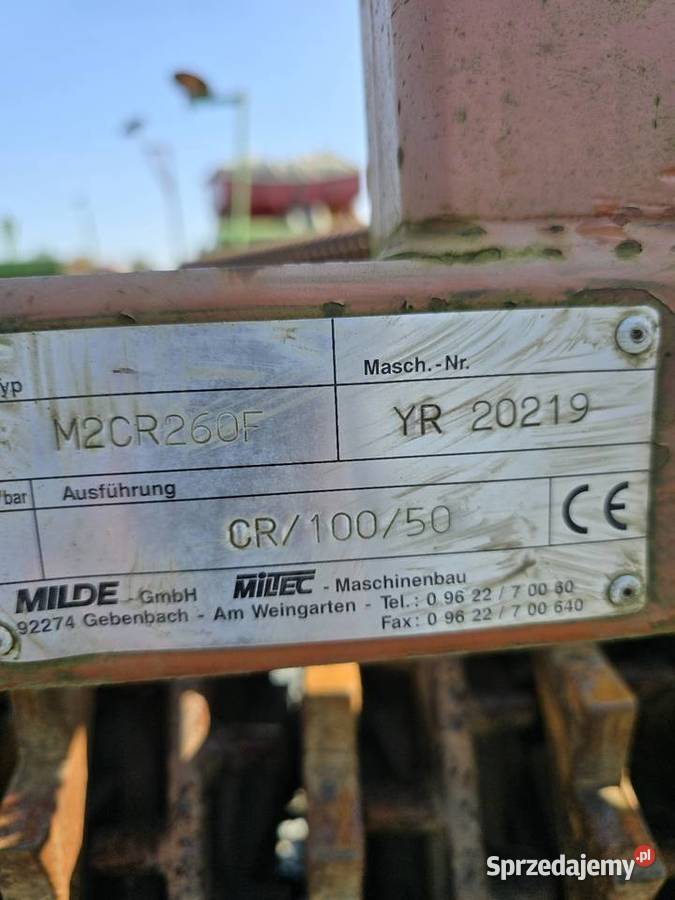 yp
Masch.-Nr.
M2CR260F
YR 20219
/bar
Ausführung
CR/100/50
CE
MILDE - GmbH MILTEC - Maschinenbau
92274 Gebenbach - Am Weingarten - Tel.: 0 96 22 / 7 00 60
Fax: 0 96 22 / 7 00 640
Sprzedajemy.pl